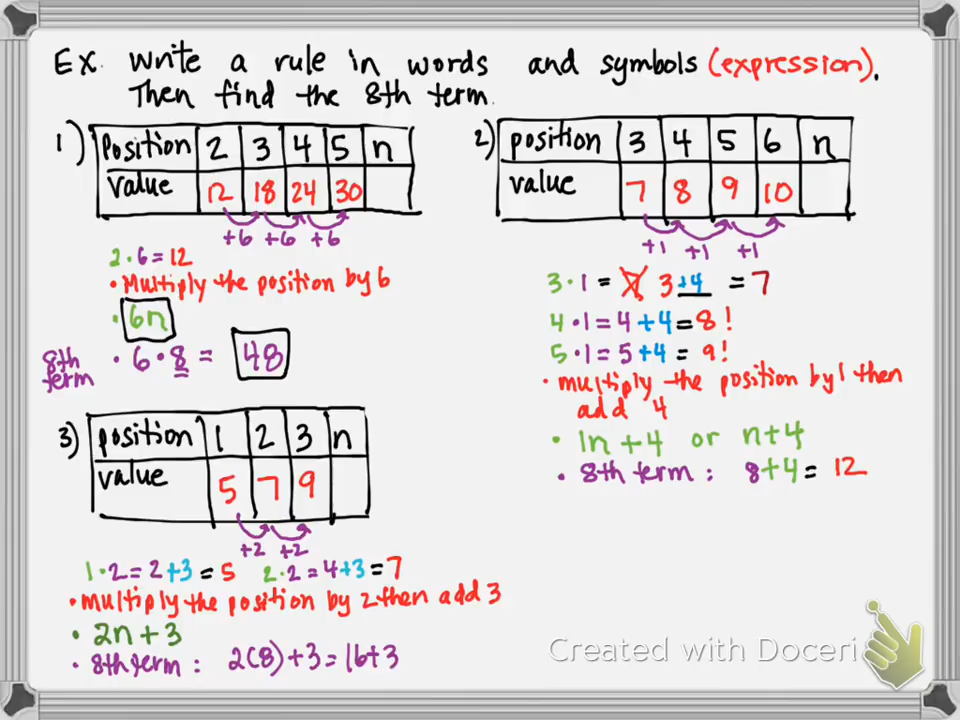 Ex. Write a rule in words and symbols (expression).
Then find the 8th term.
1)
Position 2 3 4 5 n
Value 12 18 24 30
+6 +6 +6
2 · 6 = 12
• Multiply the position by 6
• 6n
8th term • 6 · 8 = 48
2)
position 3 4 5 6 n
value 7 8 9 10
+1 +1 +1
3 · 1 = 3 + 4 = 7
4 · 1 = 4 + 4 = 8!
5 · 1 = 5 + 4 = 9!
• multiply the position by 1 then
add 4
• 1n + 4 or n + 4
• 8th term: 8 + 4 = 12
3)
position 1 2 3 n
value 5 7 9
+2 +2
1 · 2 = 2 + 3 = 5 2 · 2 = 4 + 3 = 7
• multiply the position by 2 then add 3
• 2n + 3
• 8th term: 2(8) + 3 = 16 + 3
Created with Doceri